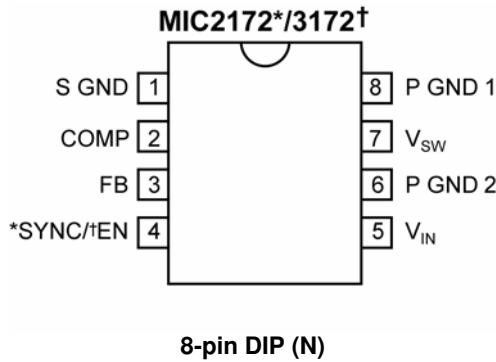 MIC2172*/3172†
S GND 1
COMP 2
FB 3
*SYNC/†EN 4
8 P GND 1
7 VSW
6 P GND 2
5 VIN
8-pin DIP (N)